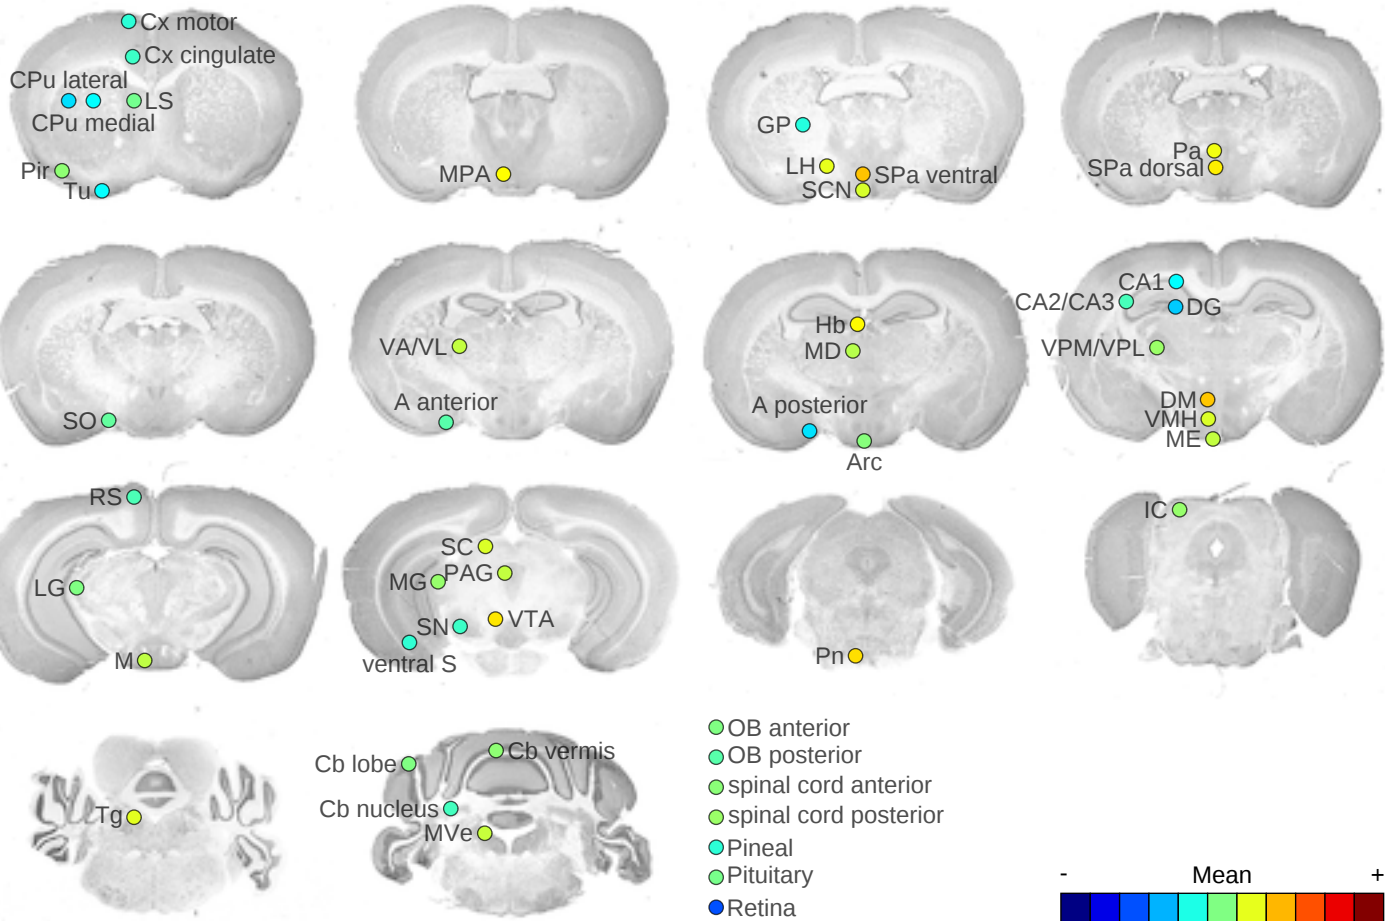 Cx motor
Cx cingulate
CPu lateral
LS
CPu medial
Pir
Tu
MPA
GP
LH
SPa ventral
SCN
Pa
SPa dorsal
SO
VA/VL
A anterior
Hb
MD
A posterior
Arc
CA1
CA2/CA3
DG
VPM/VPL
DM
VMH
ME
RS
LG
M
SC
PAG
MG
VTA
SN
ventral S
Pn
IC
Tg
Cb lobe
Cb vermis
Cb nucleus
MVe
OB anterior
OB posterior
spinal cord anterior
spinal cord posterior
Pineal
Pituitary
Retina
- Mean +